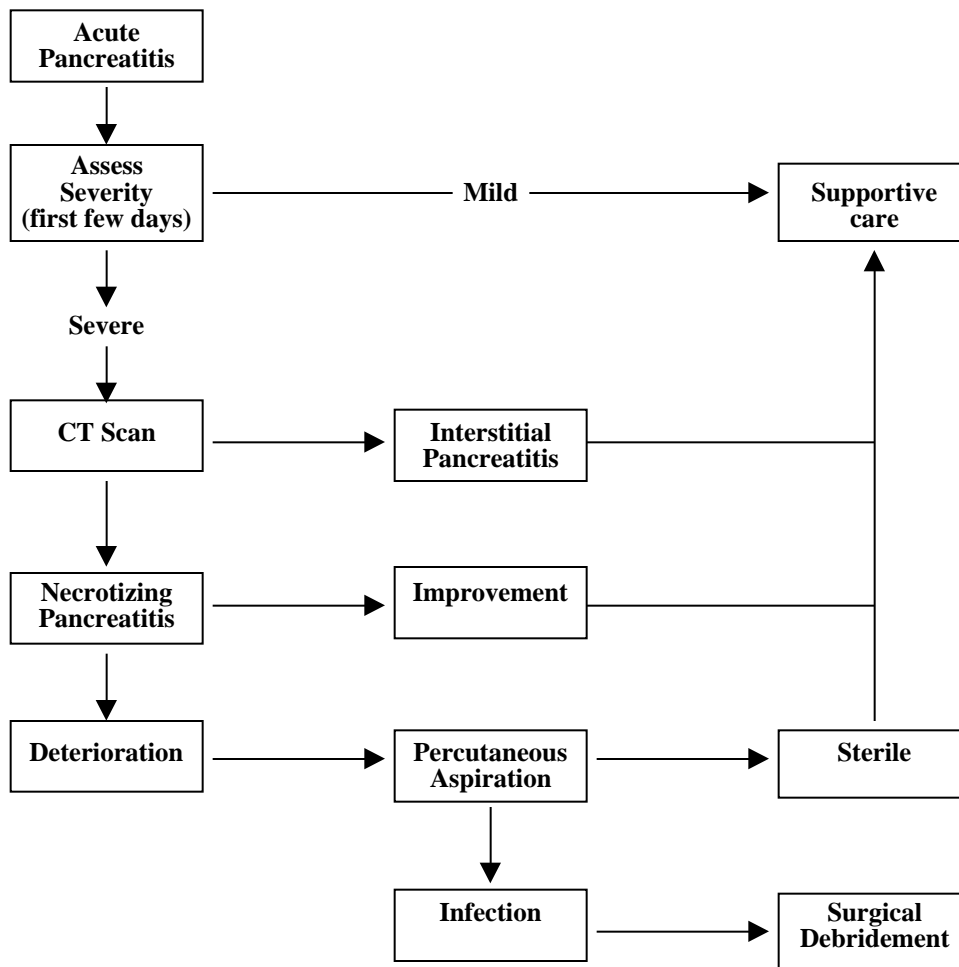 Acute
Pancreatitis
Assess
Severity
(first few days)
Mild
Supportive
care
Severe
CT Scan
Interstitial
Pancreatitis
Necrotizing
Pancreatitis
Improvement
Deterioration
Percutaneous
Aspiration
Sterile
Infection
Surgical
Debridement